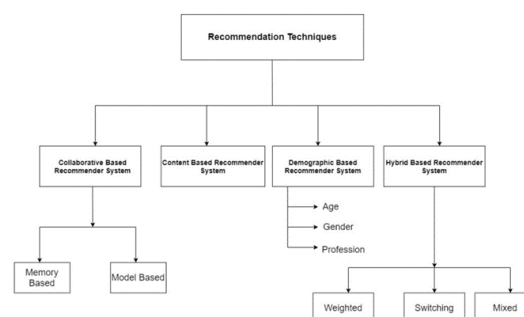 Recommendation Techniques
Collaborative Based
Recommender System
Content Based Recommender
System
Demographic Based
Recommender System
Hybrid Based Recommender
System
Age
Gender
Profession
Memory
Based
Model Based
Weighted
Switching
Mixed